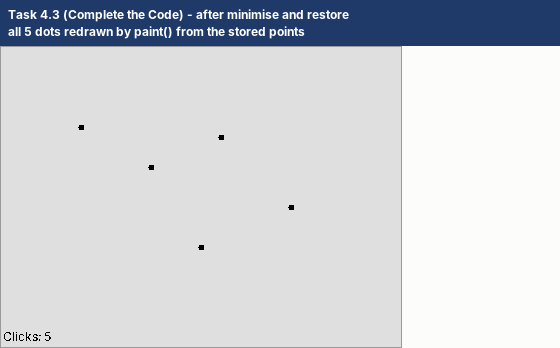 Task 4.3 (Complete the Code) - after minimise and restore
all 5 dots redrawn by paint() from the stored points
Clicks: 5